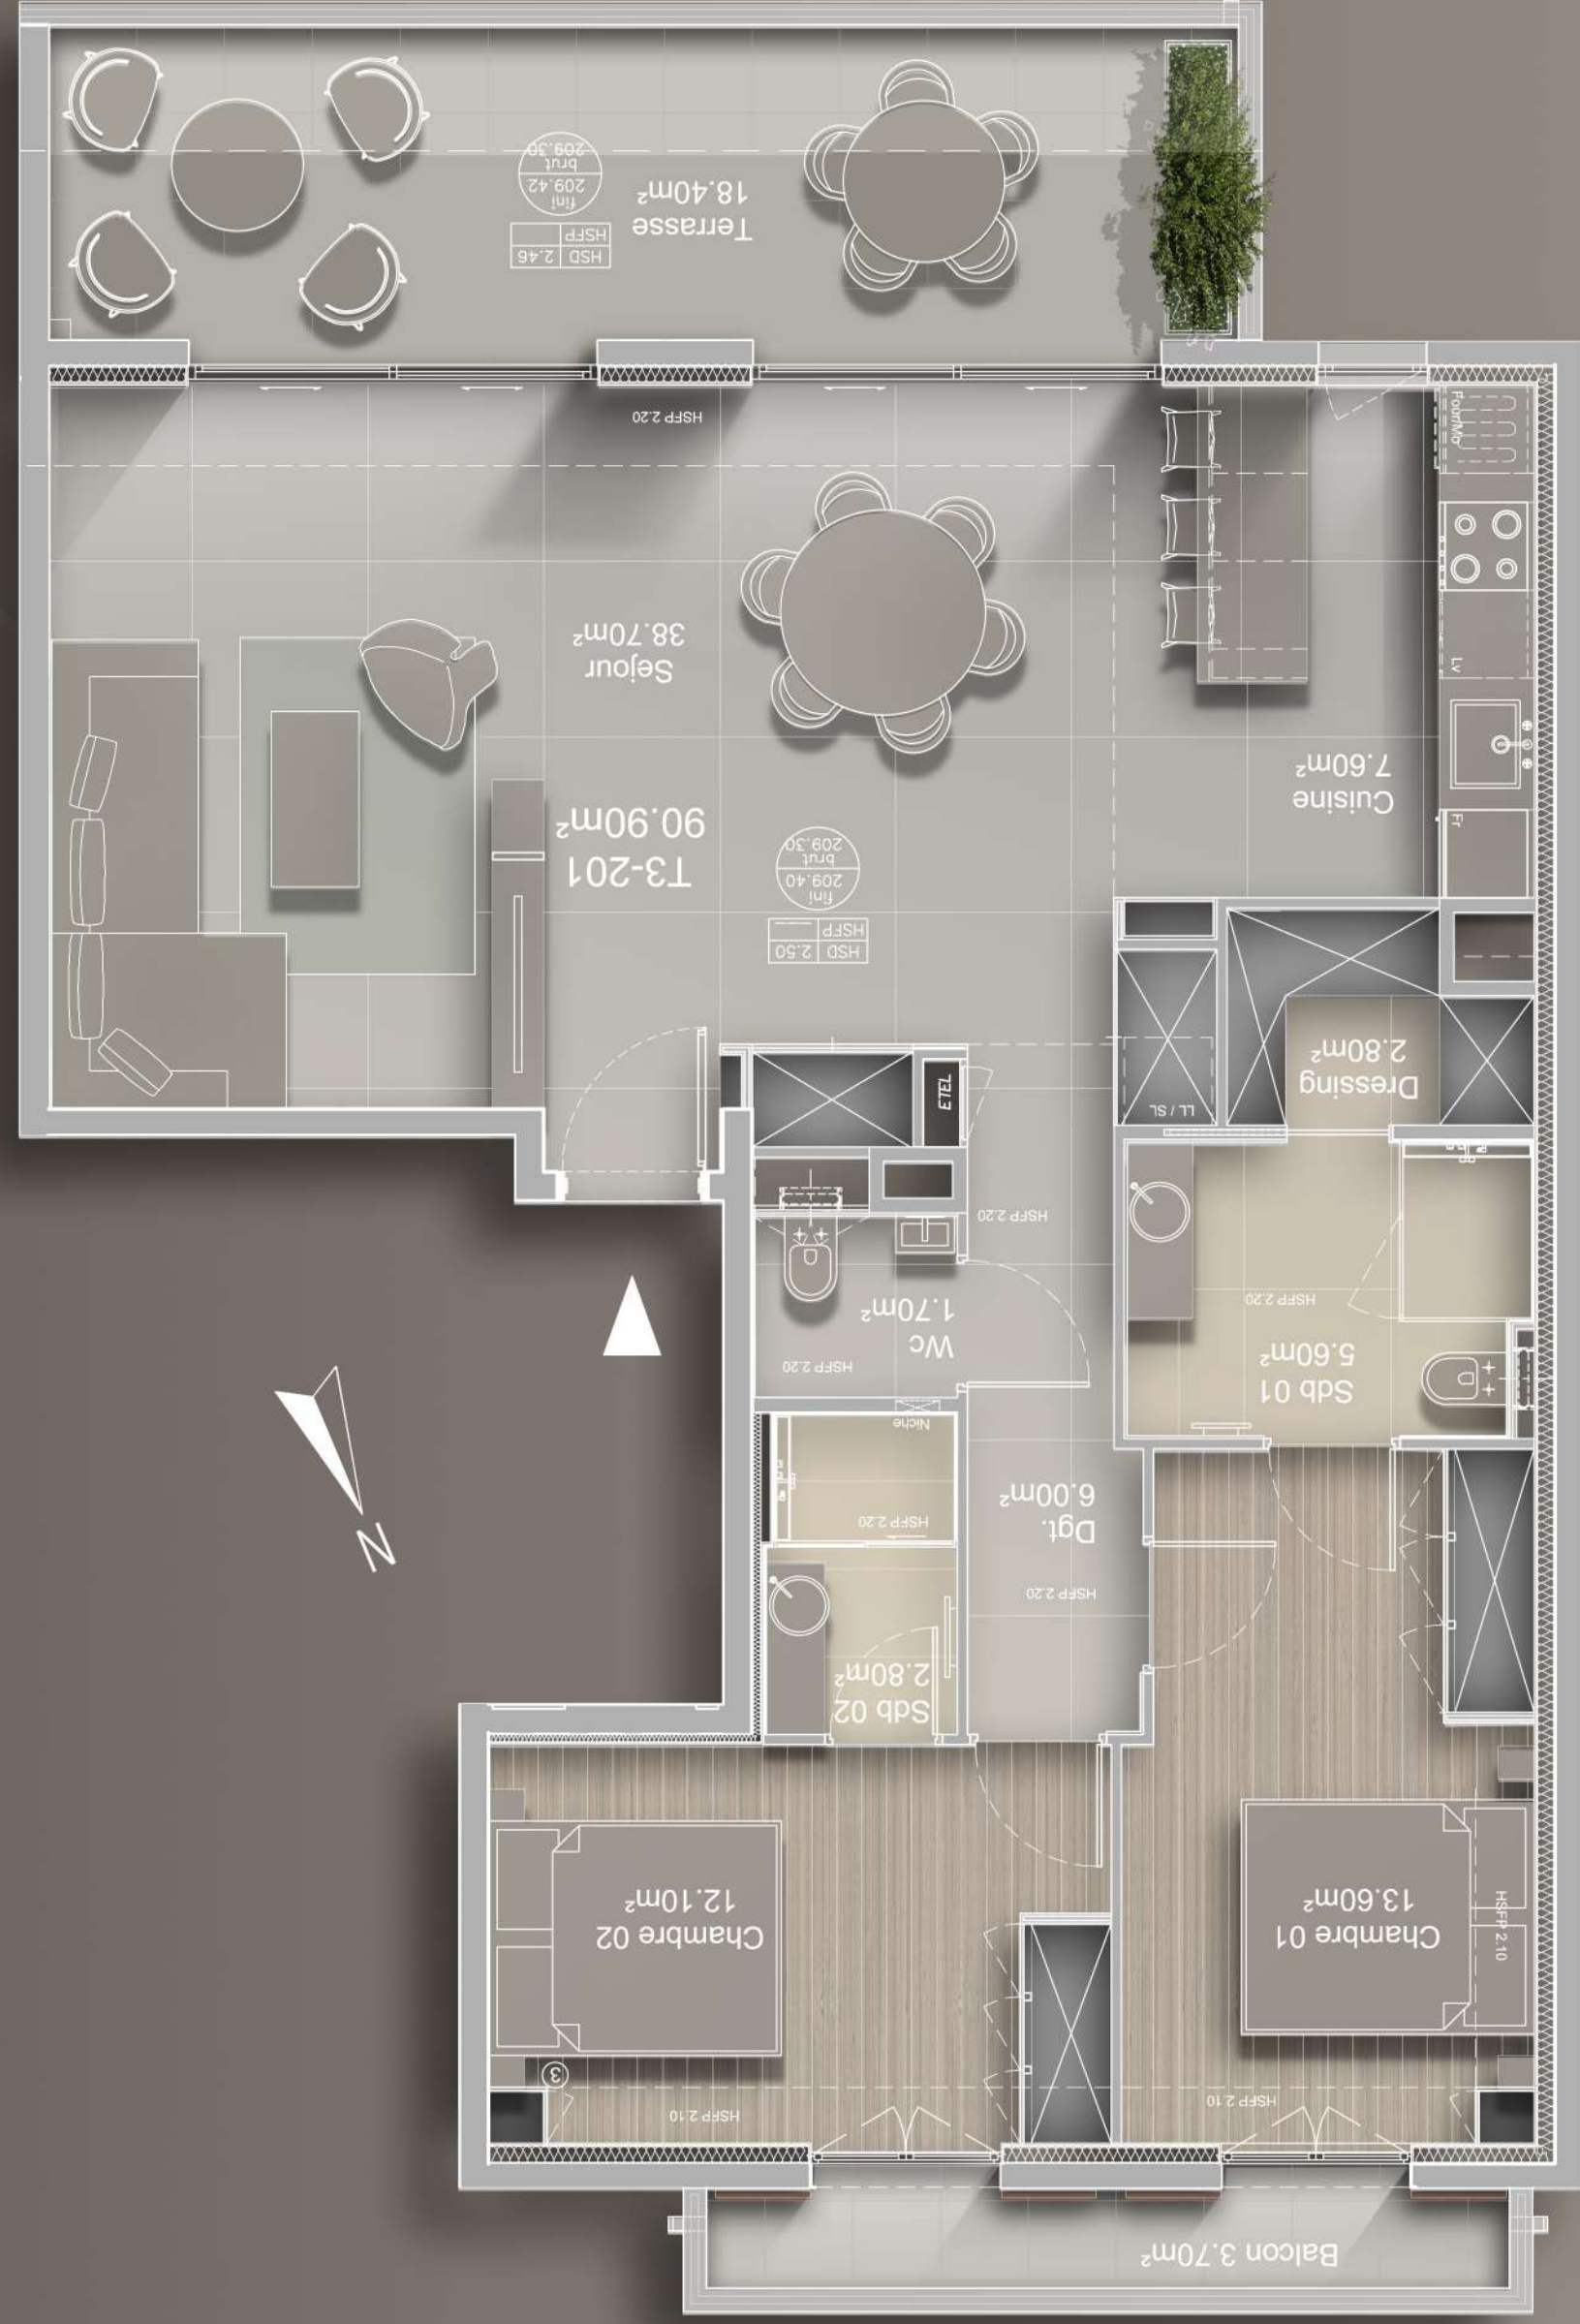 Balcon 3.70m²
HSFP 2.10
HSFP 2.10
3
HSFP 2.10
Chambre 01
13.60m²
Chambre 02
12.10m²
Sdb 02
2.80m²
HSFP 2.20
Dgt.
6.00m²
HSFP 2.20
N
Niche
Sdb 01
5.60m²
HSFP 2.20
HSFP 2.20
Wc
1.70m²
HSFP 2.20
LL / SL
Dressing
2.80m²
ETEL
HSD 2.50
HSFP
fini
209.40
brut
209.30
T3-201
90.90m²
Fr
Cuisine
7.60m²
Lv
Sejour
38.70m²
Four/Mo
HSFP 2.20
Terrasse
18.40m²
HSD 2.46
HSFP
fini
209.42
brut
209.30